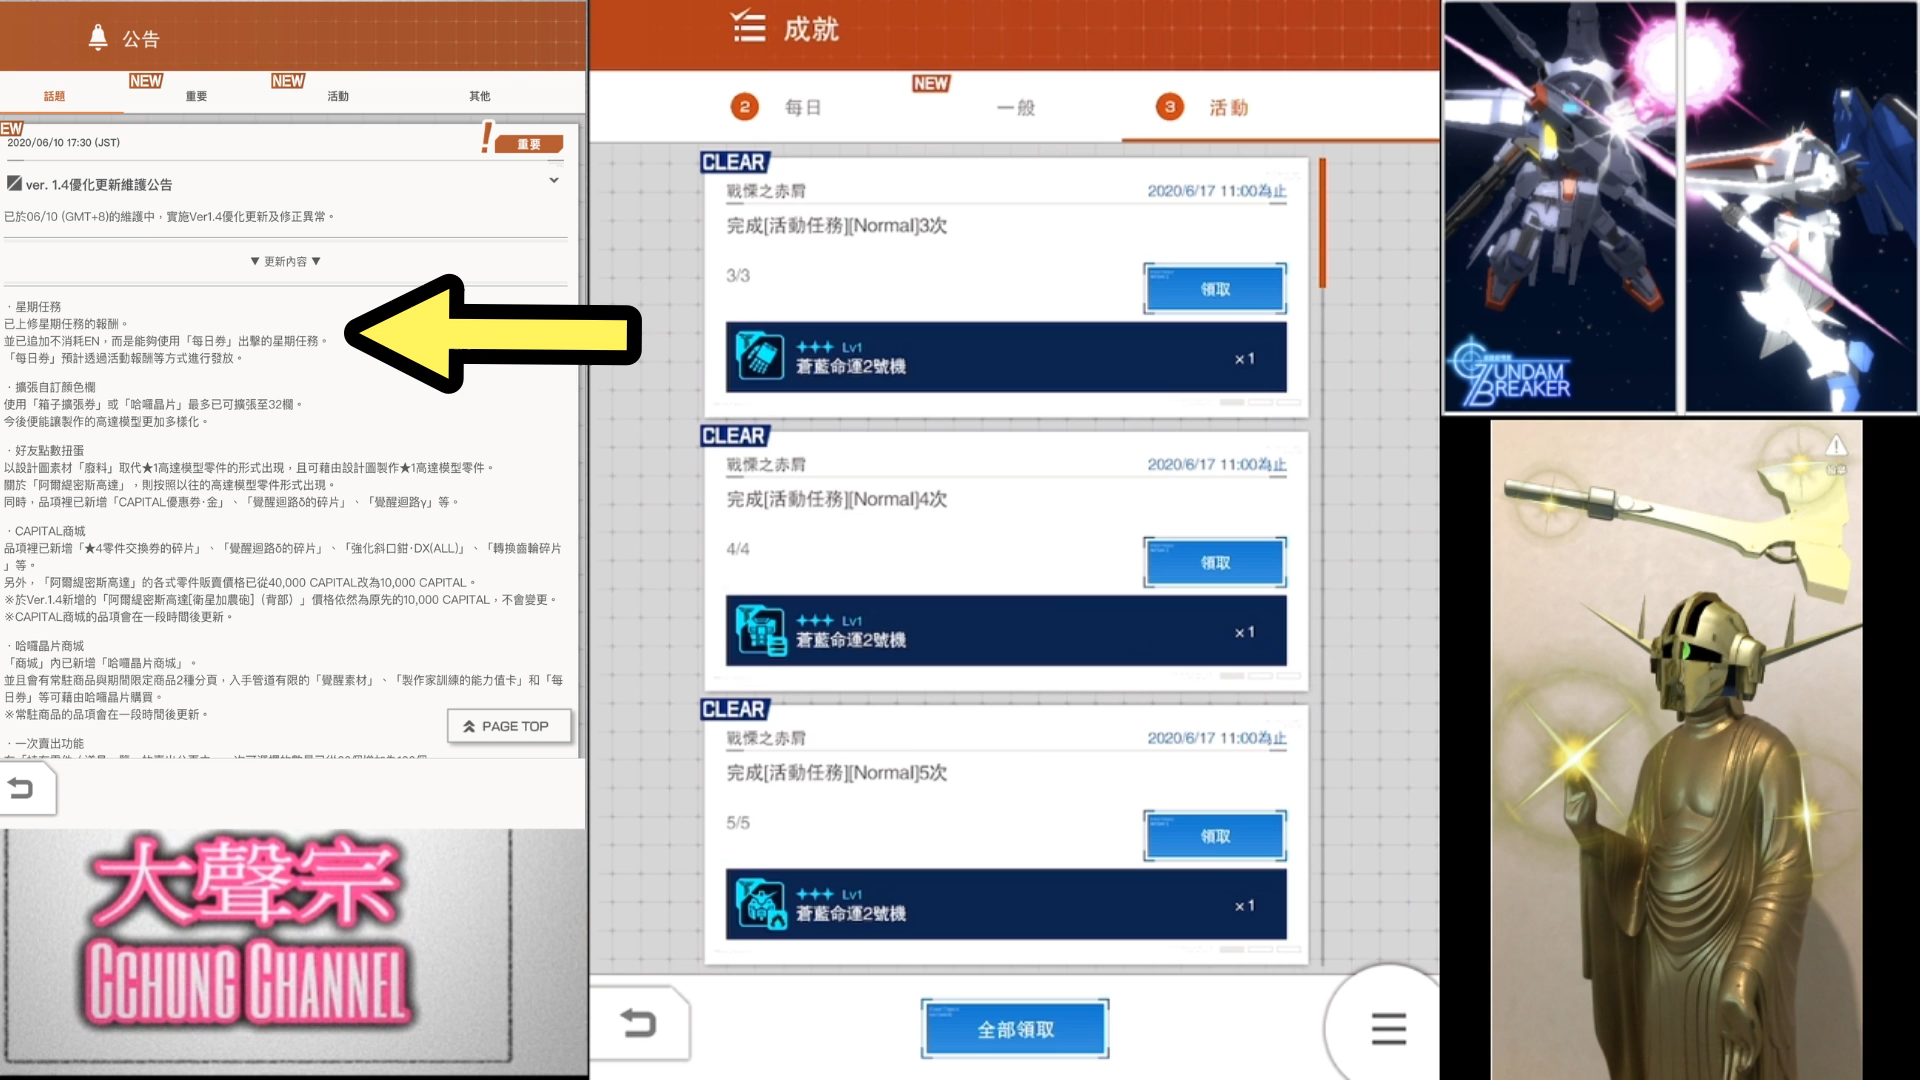 公告
NEW
NEW
話題
重要
活動
其他
EW
2020/06/10 17:30 (JST)
重要
ver. 1.4優化更新維護公告
已於06/10 (GMT+8)的維護中，實施Ver1.4優化更新及修正異常。
▼ 更新內容 ▼
· 星期任務
已上修星期任務的報酬。
並已追加不消耗EN，而是能夠使用「每日券」出擊的星期任務。
「每日券」預計透過活動報酬等方式進行發放。
· 擴張自訂顏色欄
使用「箱子擴張券」或「哈囉晶片」最多已可擴張至32欄。
今後便能讓製作的高達模型更加多樣化。
· 好友點數扭蛋
以設計圖素材「廢料」取代★1高達模型零件的形式出現，且可藉由設計圖製作★1高達模型零件。
關於「阿爾緹密斯高達」，則按照以往的高達模型零件形式出現。
同時，品項裡已新增「CAPITAL優惠券·金」、「覺醒迴路δ的碎片」、「覺醒迴路γ」等。
· CAPITAL商城
品項裡已新增「★4零件交換券的碎片」、「覺醒迴路δ的碎片」、「強化斜口鉗·DX(ALL)」、「轉換齒輪碎片
」等。
另外，「阿爾緹密斯高達」的各式零件販賣價格已從40,000 CAPITAL改為10,000 CAPITAL。
※於Ver.1.4新增的「阿爾緹密斯高達[衛星加農砲]（背部）」價格依然為原先的10,000 CAPITAL，不會變更。
※CAPITAL商城的品項會在一段時間後更新。
· 哈囉晶片商城
「商城」內已新增「哈囉晶片商城」。
並且會有常駐商品與期間限定商品2種分頁，入手管道有限的「覺醒素材」、「製作家訓練的能力值卡」和「每
日券」等可藉由哈囉晶片購買。
※常駐商品的品項會在一段時間後更新。
PAGE TOP
· 一次賣出功能
大聲宗
CCHUNG CHANNEL
成就
2
每日
NEW
一般
3
活動
CLEAR
戰慄之赤肩
2020/6/17 11:00為止
完成[活動任務][Normal]3次
3/3
領取
Lv1
蒼藍命運2號機
×1
CLEAR
戰慄之赤肩
2020/6/17 11:00為止
完成[活動任務][Normal]4次
4/4
領取
Lv1
蒼藍命運2號機
×1
CLEAR
戰慄之赤肩
2020/6/17 11:00為止
完成[活動任務][Normal]5次
5/5
領取
Lv1
蒼藍命運2號機
×1
全部領取
GUNDAM
BREAKER